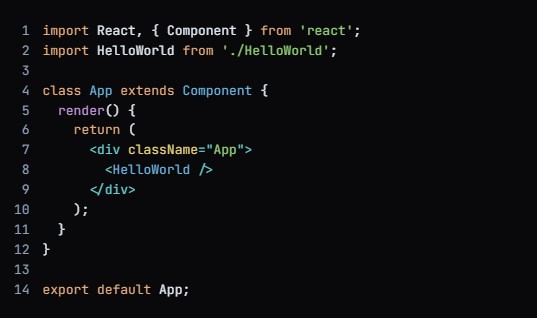 1 import React, { Component } from 'react';
2 import HelloWorld from './HelloWorld';
3
4 class App extends Component {
5   render() {
6     return (
7       <div className="App">
8         <HelloWorld />
9       </div>
10     );
11   }
12 }
13
14 export default App;